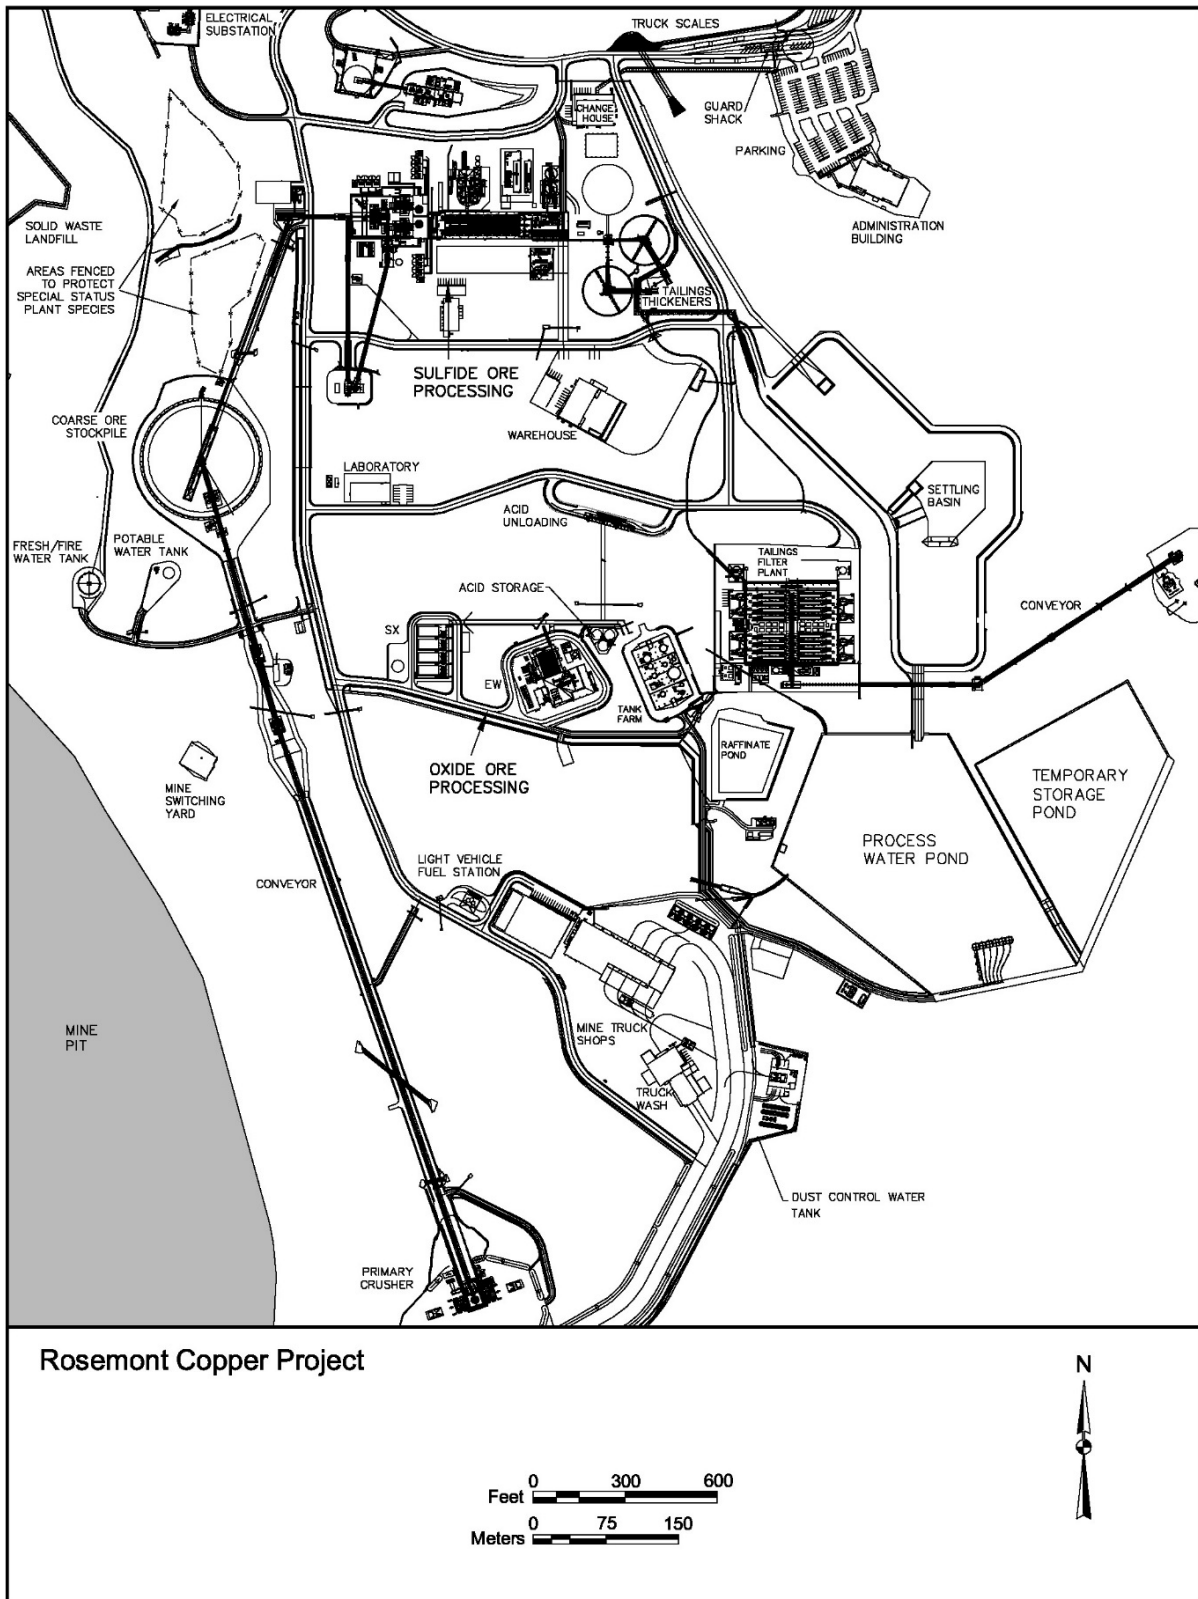 ELECTRICAL
SUBSTATION
TRUCK SCALES
CHANGE
HOUSE
GUARD
SHACK
PARKING
ADMINISTRATION
BUILDING
SOLID WASTE
LANDFILL
AREAS FENCED
TO PROTECT
SPECIAL STATUS
PLANT SPECIES
TAILINGS
THICKENERS
SULFIDE ORE
PROCESSING
COARSE ORE
STOCKPILE
WAREHOUSE
LABORATORY
SETTLING
BASIN
ACID
UNLOADING
FRESH/FIRE
WATER TANK
POTABLE
WATER TANK
TAILINGS
FILTER
PLANT
ACID STORAGE
CONVEYOR
SX
EW
TANK
FARM
RAFFINATE
POND
OXIDE ORE
PROCESSING
MINE
SWITCHING
YARD
TEMPORARY
STORAGE
POND
PROCESS
WATER POND
LIGHT VEHICLE
FUEL STATION
CONVEYOR
MINE
PIT
MINE TRUCK
SHOPS
TRUCK
WASH
DUST CONTROL WATER
TANK
PRIMARY
CRUSHER
Rosemont Copper Project
N
0 300 600
Feet
0 75 150
Meters